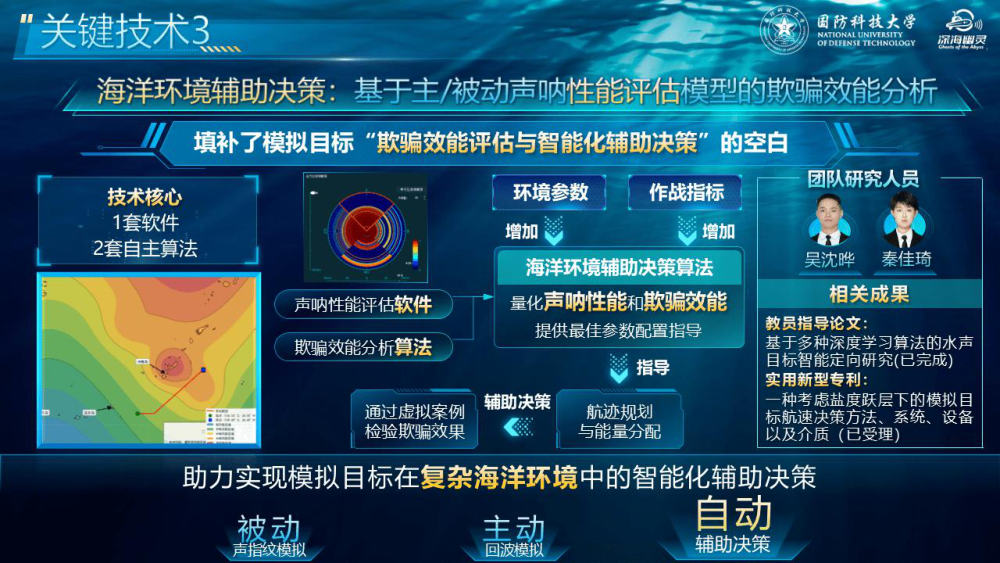 关键技术3
国防科技大学
NATIONAL UNIVERSITY
OF DEFENSE TECHNOLOGY
深海幽灵
Ghosts of the Abyss
海洋环境辅助决策：基于主/被动声呐性能评估模型的欺骗效能分析
填补了模拟目标“欺骗效能评估与智能化辅助决策”的空白
技术核心
1套软件
2套自主算法
声呐性能评估软件
欺骗效能分析算法
环境参数
作战指标
增加
增加
海洋环境辅助决策算法
量化声呐性能和欺骗效能
提供最佳参数配置指导
指导
航迹规划
与能量分配
辅助决策
通过虚拟案例
检验欺骗效果
团队研究人员
吴沈晔
秦佳琦
相关成果
教员指导论文：
基于多种深度学习算法的水声
目标智能定向研究(已完成)
实用新型专利：
一种考虑盐度跃层下的模拟目
标航速决策方法、系统、设备
以及介质（已受理）
助力实现模拟目标在复杂海洋环境中的智能化辅助决策
被动
声指纹模拟
主动
回波模拟
自动
辅助决策